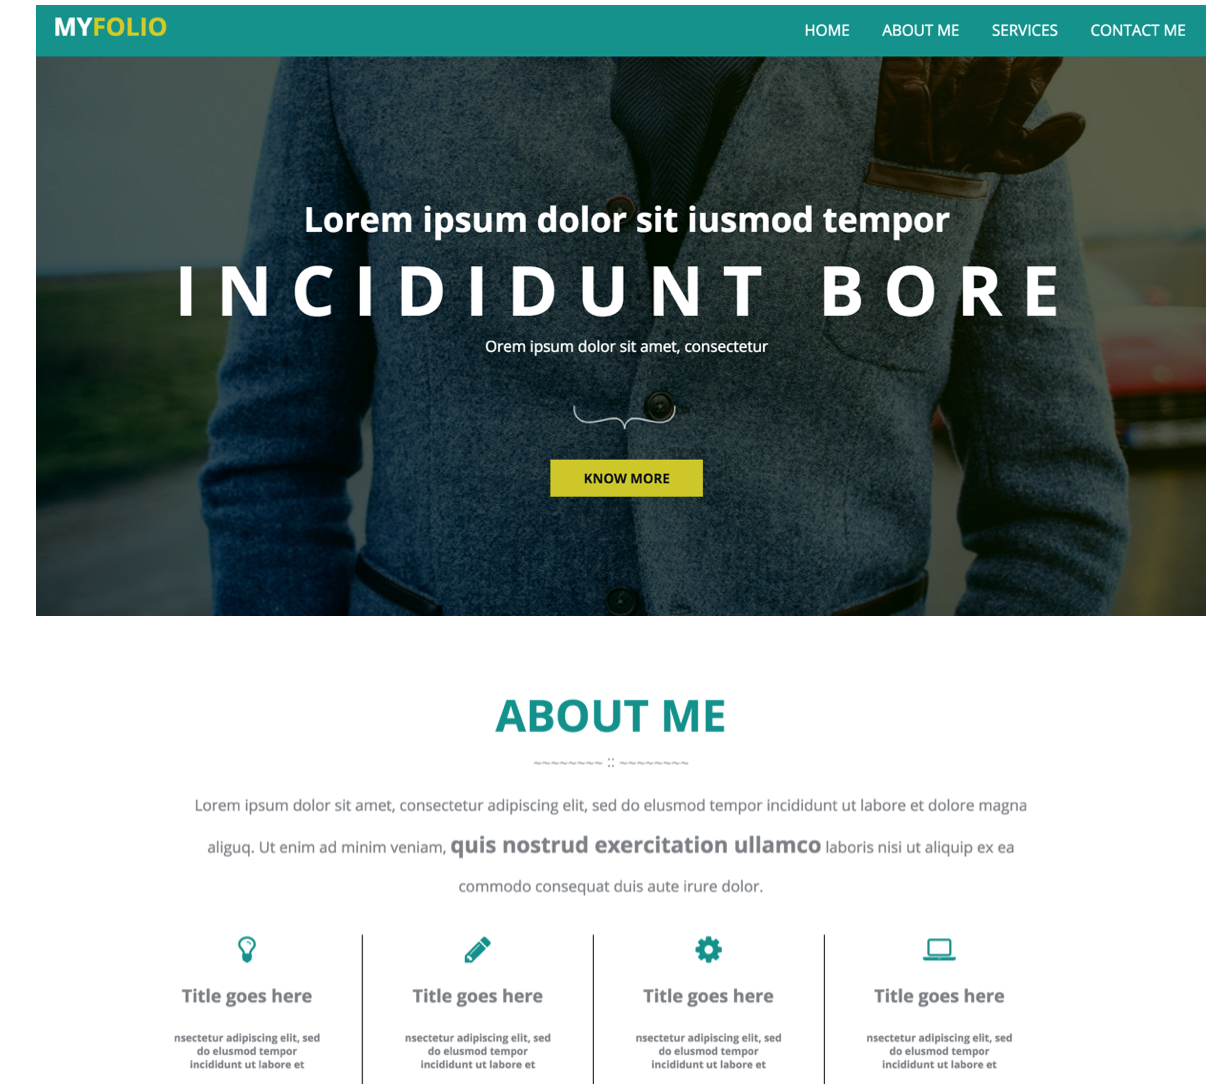 MYFOLIO
HOME ABOUT ME SERVICES CONTACT ME
Lorem ipsum dolor sit iusmod tempor
INCIDIDUNT BORE
Orem ipsum dolor sit amet, consectetur
KNOW MORE
ABOUT ME
~~~~~~~~ :: ~~~~~~~~
Lorem ipsum dolor sit amet, consectetur adipiscing elit, sed do elusmod tempor incididunt ut labore et dolore magna
aliguq. Ut enim ad minim veniam, quis nostrud exercitation ullamco laboris nisi ut aliquip ex ea
commodo consequat duis aute irure dolor.
Title goes here
nsectetur adipiscing elit, sed
do elusmod tempor
incididunt ut labore et
Title goes here
nsectetur adipiscing elit, sed
do elusmod tempor
incididunt ut labore et
Title goes here
nsectetur adipiscing elit, sed
do elusmod tempor
incididunt ut labore et
Title goes here
nsectetur adipiscing elit, sed
do elusmod tempor
incididunt ut labore et